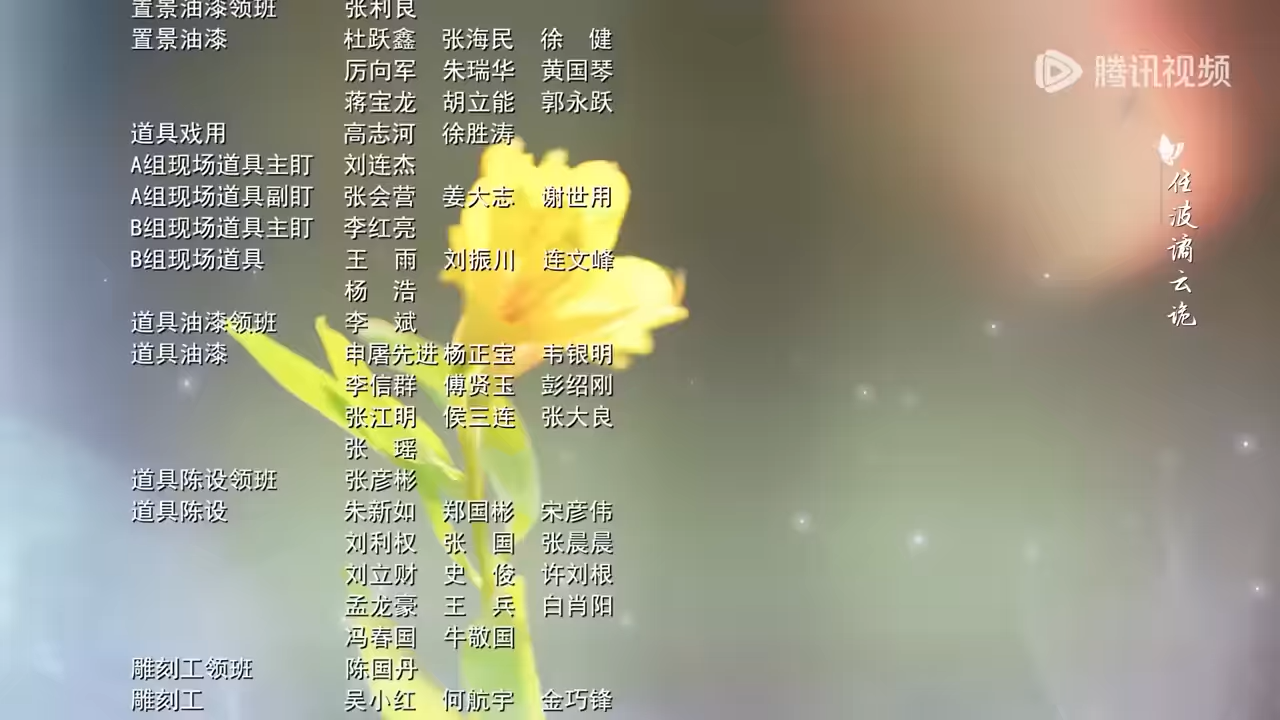 置景油漆领班 张利良
置景油漆 杜跃鑫 张海民 徐 健
厉向军 朱瑞华 黄国琴
蒋宝龙 胡立能 郭永跃
道具戏用 高志河 徐胜涛
A组现场道具主盯 刘连杰
A组现场道具副盯 张会营 姜大志 谢世用
B组现场道具主盯 李红亮
B组现场道具 王 雨 刘振川 连文峰
杨 浩
道具油漆领班 李 斌
道具油漆 申屠先进 杨正宝 韦银明
李信群 傅贤玉 彭绍刚
张江明 侯三连 张大良
张 瑶
道具陈设领班 张彦彬
道具陈设 朱新如 郑国彬 宋彦伟
刘利权 张 国 张晨晨
刘立财 史 俊 许刘根
孟龙豪 王 兵 白肖阳
冯春国 牛敬国
雕刻工领班 陈国丹
雕刻工 吴小红 何航宇 金巧锋
腾讯视频
任波谲云诡